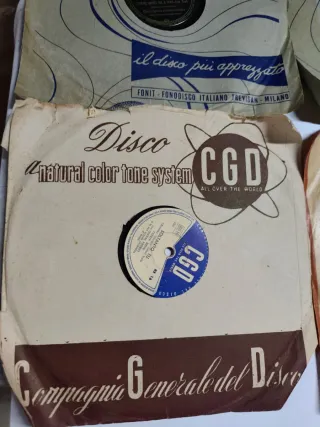 il disco più apprezzato
FONIT - FONODISCO ITALIANO TREVISAN - MILANO
Disco
a natural color tone system
CGD
ALL OVER THE WORLD
CGD
Compagnia Generale del Disco